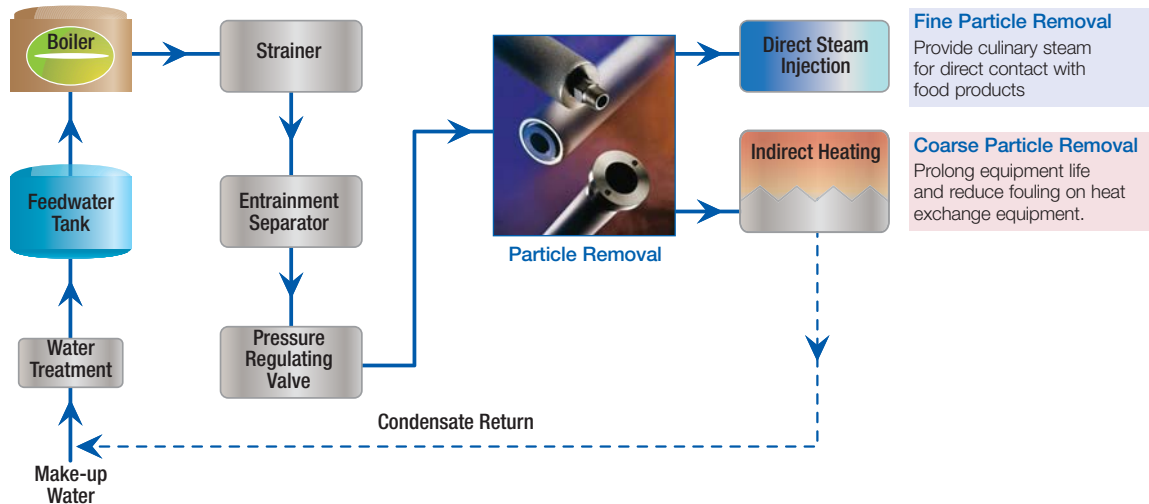 Boiler
Strainer
Direct Steam
Injection
Fine Particle Removal
Provide culinary steam
for direct contact with
food products
Feedwater
Tank
Entrainment
Separator
Particle Removal
Indirect Heating
Coarse Particle Removal
Prolong equipment life
and reduce fouling on heat
exchange equipment.
Water
Treatment
Pressure
Regulating
Valve
Condensate Return
Make-up
Water